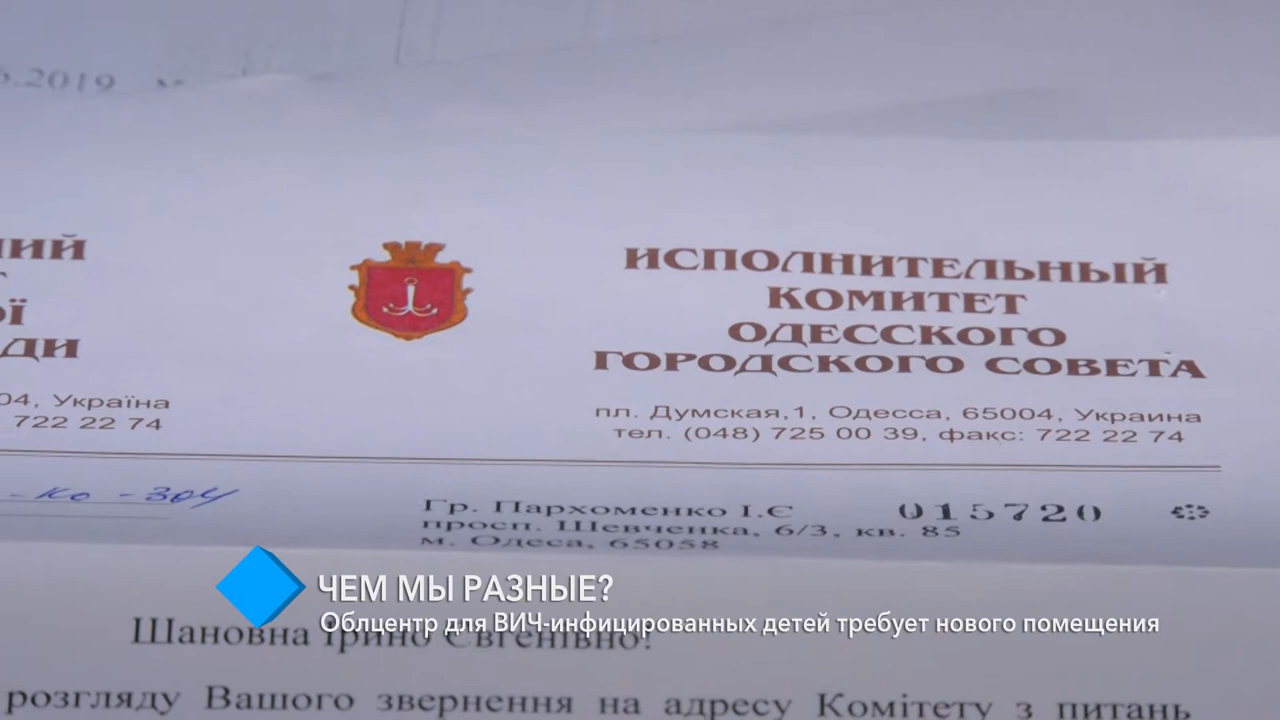 6.2019
ний
ої
ди
04, Україна
722 22 74
ИСПОЛНИТЕЛЬНЫЙ
КОМИТЕТ
ОДЕССКОГО
ГОРОДСКОГО СОВЕТА
пл. Думская,1, Одесса, 65004, Украина
тел. (048) 725 00 39, факс: 722 22 74
-ко -304
Гр. Пархоменко І.Є
просп. Шевченка, 6/3, кв. 85
м. Одеса, 65058
015720
ЧЕМ МЫ РАЗНЫЕ?
Облцентр для ВИЧ-инфицированных детей требует нового помещения
Шановна Ірино Євгенівно!
розгляду Вашого звернення на адресу Комітету з питань